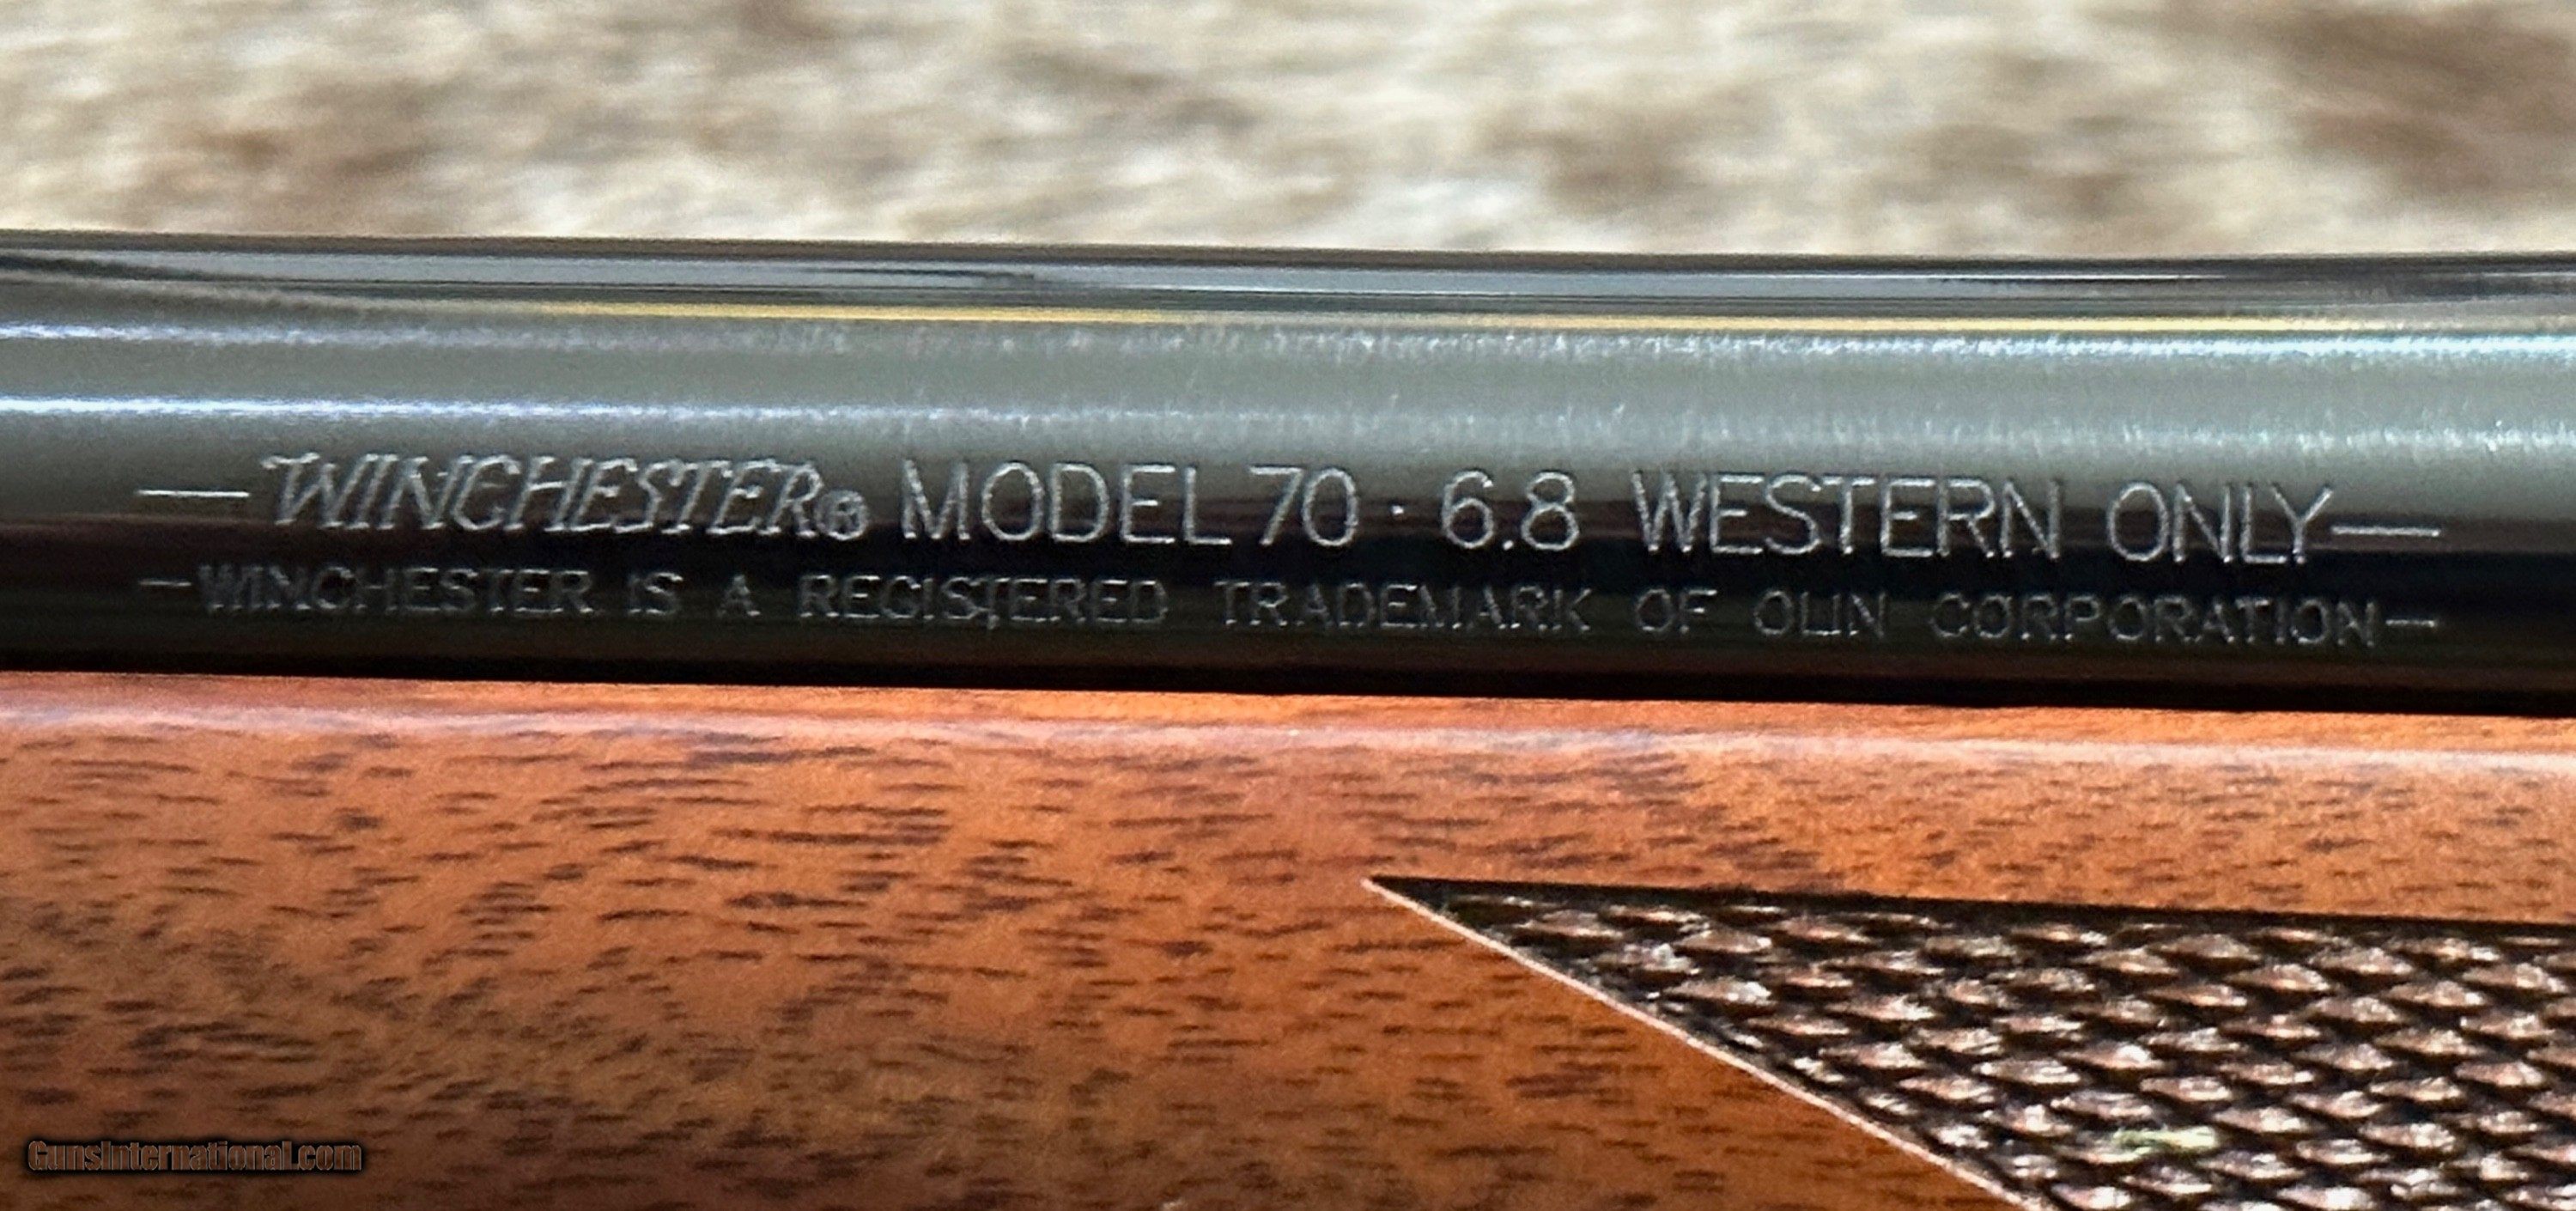 —WINCHESTER® MODEL 70 · 6.8 WESTERN ONLY—
—WINCHESTER IS A REGISTERED TRADEMARK OF OLIN CORPORATION—
GunsInternational.com